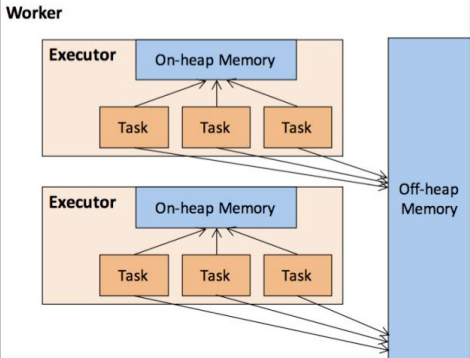 Worker
Executor
On-heap Memory
Task
Task
Task
Executor
On-heap Memory
Task
Task
Task
Off-heap
Memory